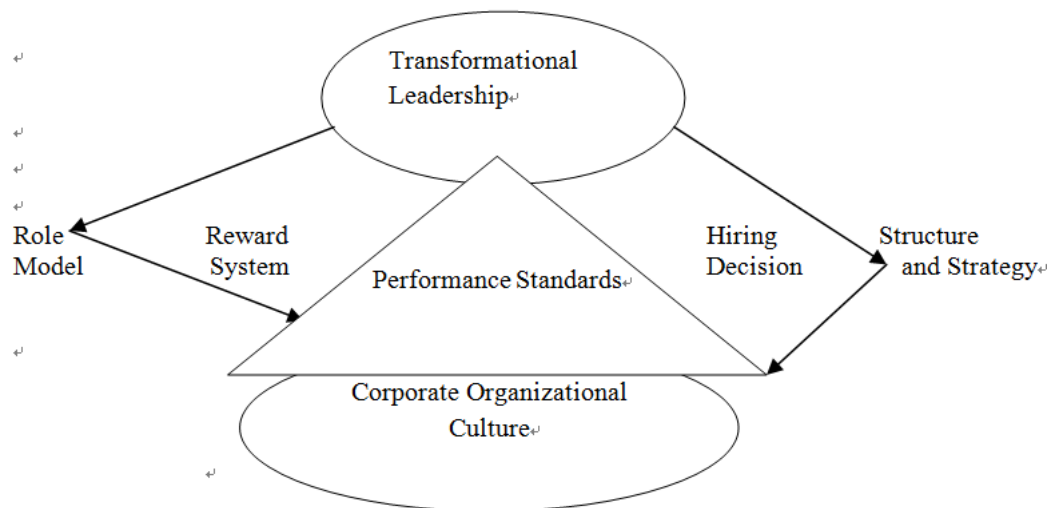 Transformational
Leadership
Role
Model
Reward
System
Performance Standards
Hiring
Decision
Structure
and Strategy
Corporate Organizational
Culture